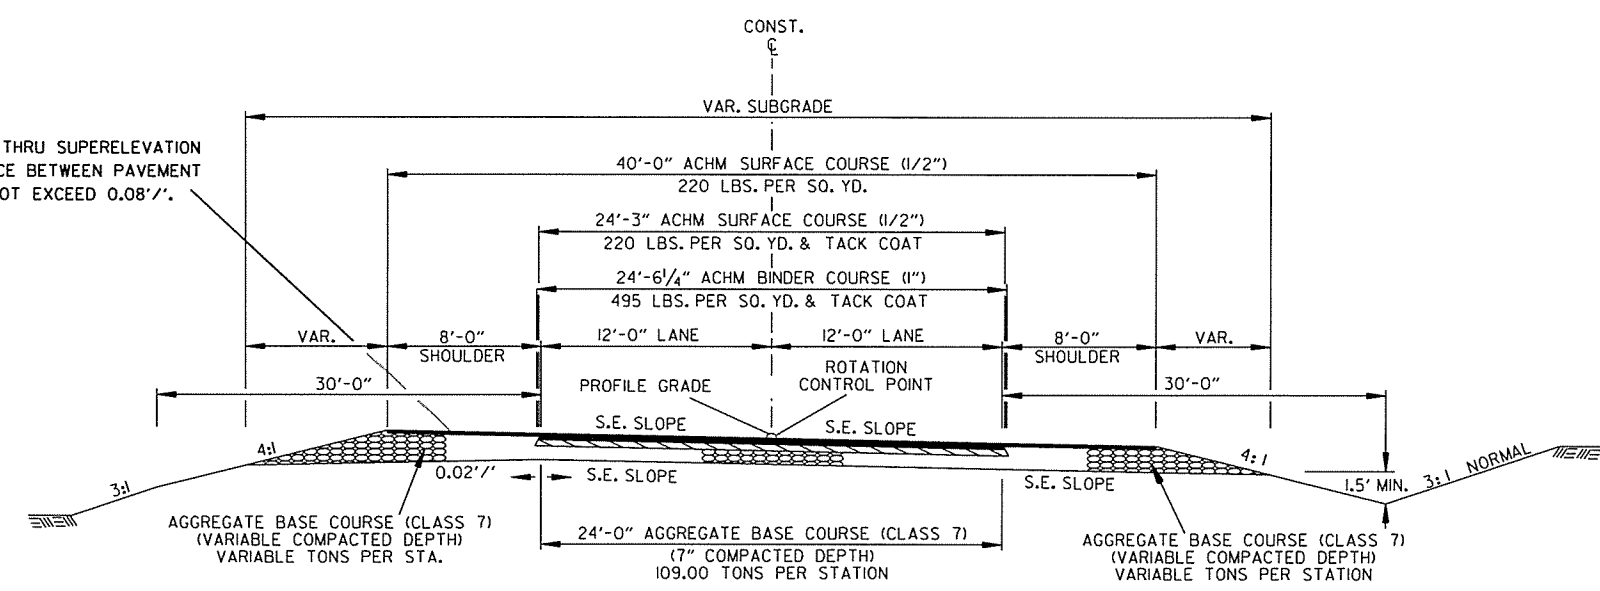 CONST.
℄
VAR. SUBGRADE
THRU SUPERELEVATION
CE BETWEEN PAVEMENT
OT EXCEED 0.08'/'.
40'-0" ACHM SURFACE COURSE (1/2")
220 LBS. PER SQ. YD.
24'-3" ACHM SURFACE COURSE (1/2")
220 LBS. PER SQ. YD. & TACK COAT
24'-6 1/4" ACHM BINDER COURSE (1")
495 LBS. PER SQ. YD. & TACK COAT
VAR.
8'-0"
SHOULDER
12'-0" LANE
12'-0" LANE
8'-0"
SHOULDER
VAR.
30'-0"
PROFILE GRADE
ROTATION
CONTROL POINT
30'-0"
S.E. SLOPE
S.E. SLOPE
4:1
3:1
0.02'/'
S.E. SLOPE
S.E. SLOPE
4:1
1.5' MIN.
3:1 NORMAL
AGGREGATE BASE COURSE (CLASS 7)
(VARIABLE COMPACTED DEPTH)
VARIABLE TONS PER STA.
24'-0" AGGREGATE BASE COURSE (CLASS 7)
(7" COMPACTED DEPTH)
109.00 TONS PER STATION
AGGREGATE BASE COURSE (CLASS 7)
(VARIABLE COMPACTED DEPTH)
VARIABLE TONS PER STATION